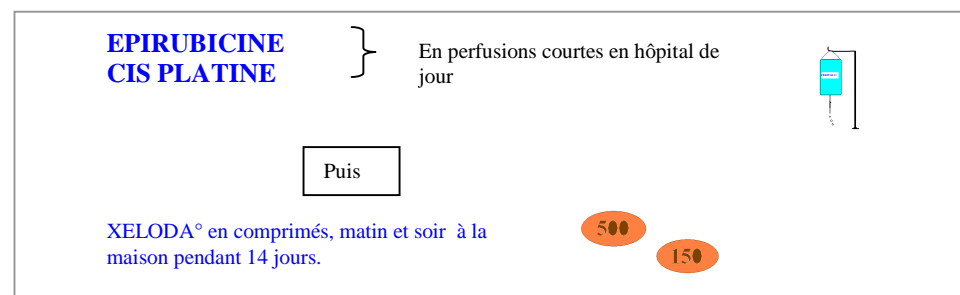 EPIRUBICINE
CIS PLATINE
En perfusions courtes en hôpital de
jour
Puis
XELODA° en comprimés, matin et soir à la
maison pendant 14 jours.
500
150